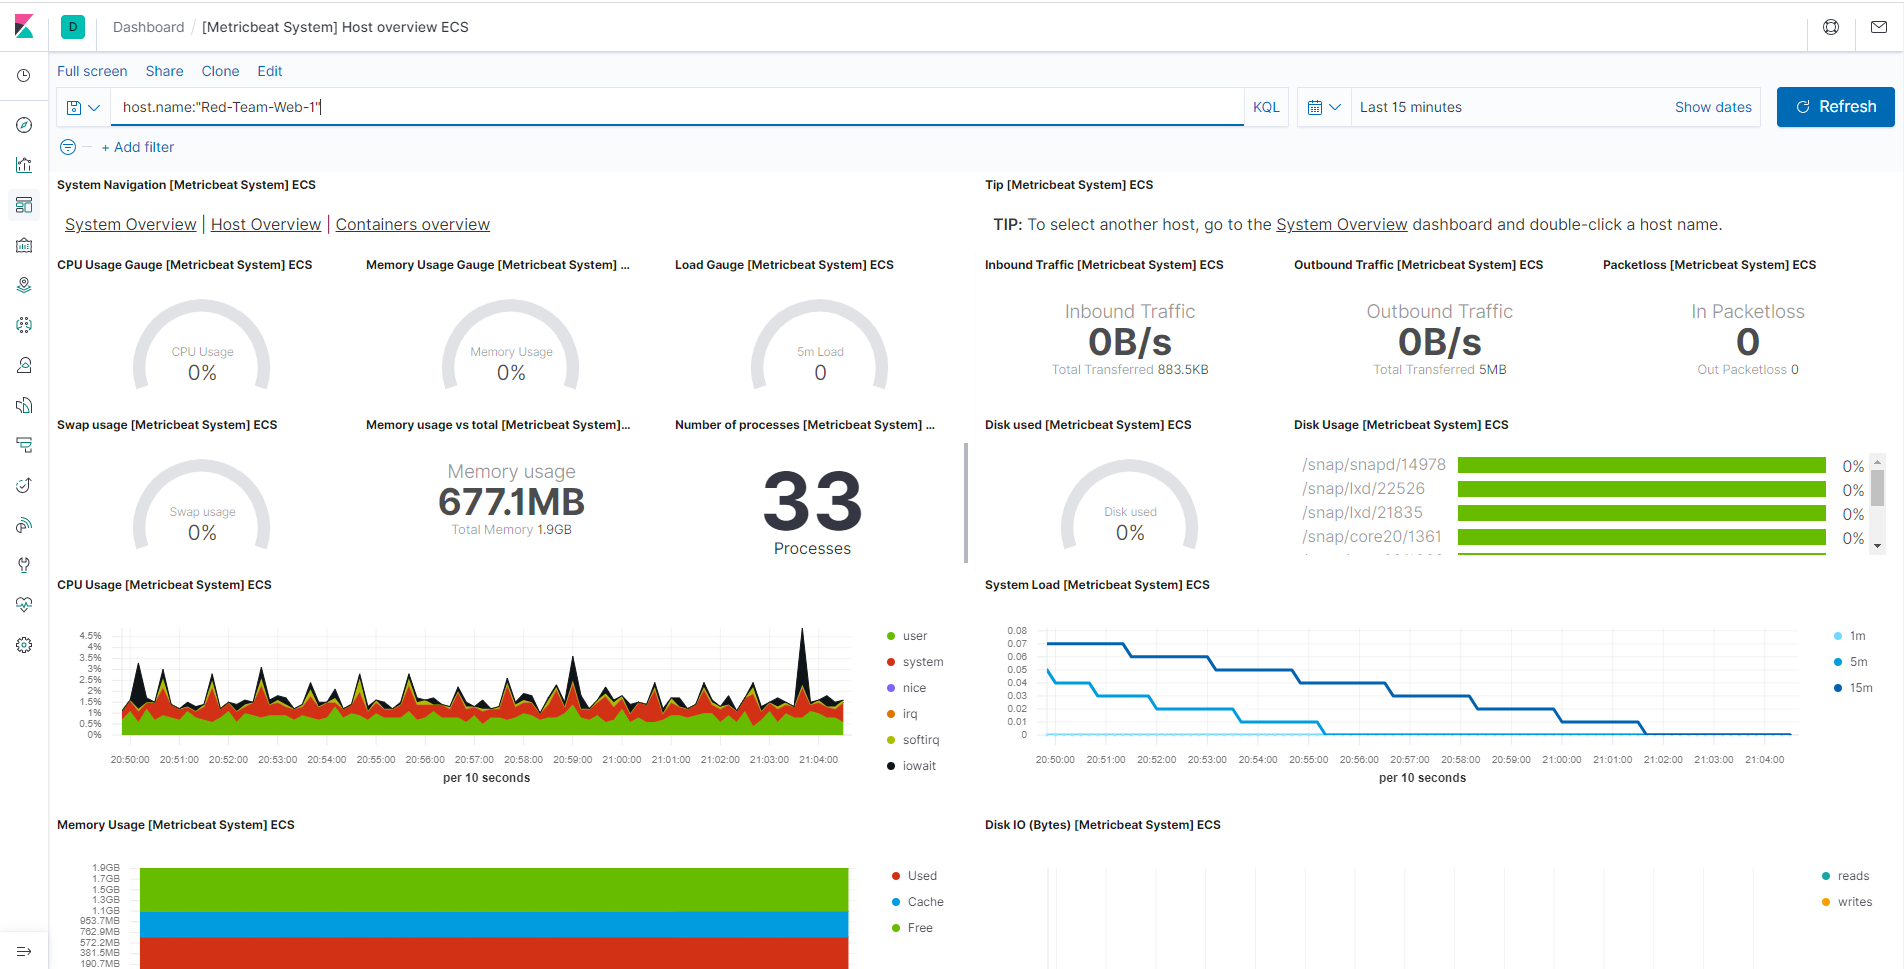 D Dashboard / [Metricbeat System] Host overview ECS
Full screen Share Clone Edit
host.name:"Red-Team-Web-1" KQL Last 15 minutes Show dates Refresh
+ Add filter
System Navigation [Metricbeat System] ECS
System Overview | Host Overview | Containers overview
Tip [Metricbeat System] ECS
TIP: To select another host, go to the System Overview dashboard and double-click a host name.
CPU Usage Gauge [Metricbeat System] ECS
CPU Usage
0%
Memory Usage Gauge [Metricbeat System] ...
Memory Usage
0%
Load Gauge [Metricbeat System] ECS
5m Load
0
Inbound Traffic [Metricbeat System] ECS
Inbound Traffic
0B/s
Total Transferred 883.5KB
Outbound Traffic [Metricbeat System] ECS
Outbound Traffic
0B/s
Total Transferred 5MB
Packetloss [Metricbeat System] ECS
In Packetloss
0
Out Packetloss 0
Swap usage [Metricbeat System] ECS
Swap usage
0%
Memory usage vs total [Metricbeat System]...
Memory usage
677.1MB
Total Memory 1.9GB
Number of processes [Metricbeat System] ...
33
Processes
Disk used [Metricbeat System] ECS
Disk used
0%
Disk Usage [Metricbeat System] ECS
/snap/snapd/14978 0%
/snap/lxd/22526 0%
/snap/lxd/21835 0%
/snap/core20/1361 0%
CPU Usage [Metricbeat System] ECS
4.5%
4%
3.5%
3%
2.5%
2%
1.5%
1%
0.5%
0%
20:50:00 20:51:00 20:52:00 20:53:00 20:54:00 20:55:00 20:56:00 20:57:00 20:58:00 20:59:00 21:00:00 21:01:00 21:02:00 21:03:00 21:04:00
per 10 seconds
user
system
nice
irq
softirq
iowait
System Load [Metricbeat System] ECS
0.08
0.07
0.06
0.05
0.04
0.03
0.02
0.01
0
20:50:00 20:51:00 20:52:00 20:53:00 20:54:00 20:55:00 20:56:00 20:57:00 20:58:00 20:59:00 21:00:00 21:01:00 21:02:00 21:03:00 21:04:00
per 10 seconds
1m
5m
15m
Memory Usage [Metricbeat System] ECS
1.9GB
1.7GB
1.5GB
1.3GB
1.1GB
953.7MB
762.9MB
572.2MB
381.5MB
190.7MB
Used
Cache
Free
Disk IO (Bytes) [Metricbeat System] ECS
reads
writes